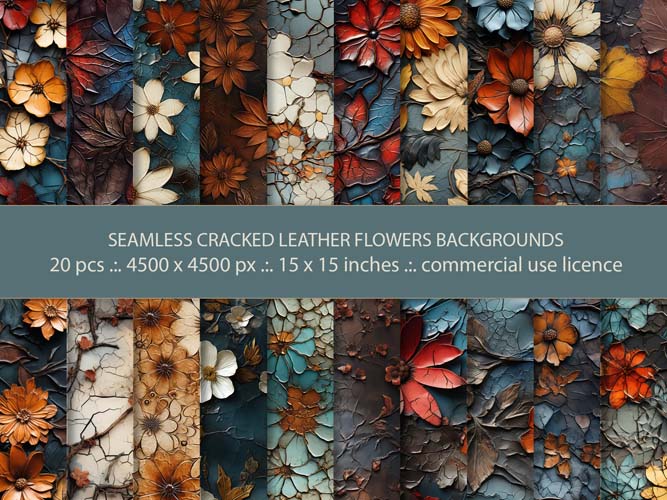 SEAMLESS CRACKED LEATHER FLOWERS BACKGROUNDS
20 pcs .:. 4500 x 4500 px .:. 15 x 15 inches .:. commercial use licence